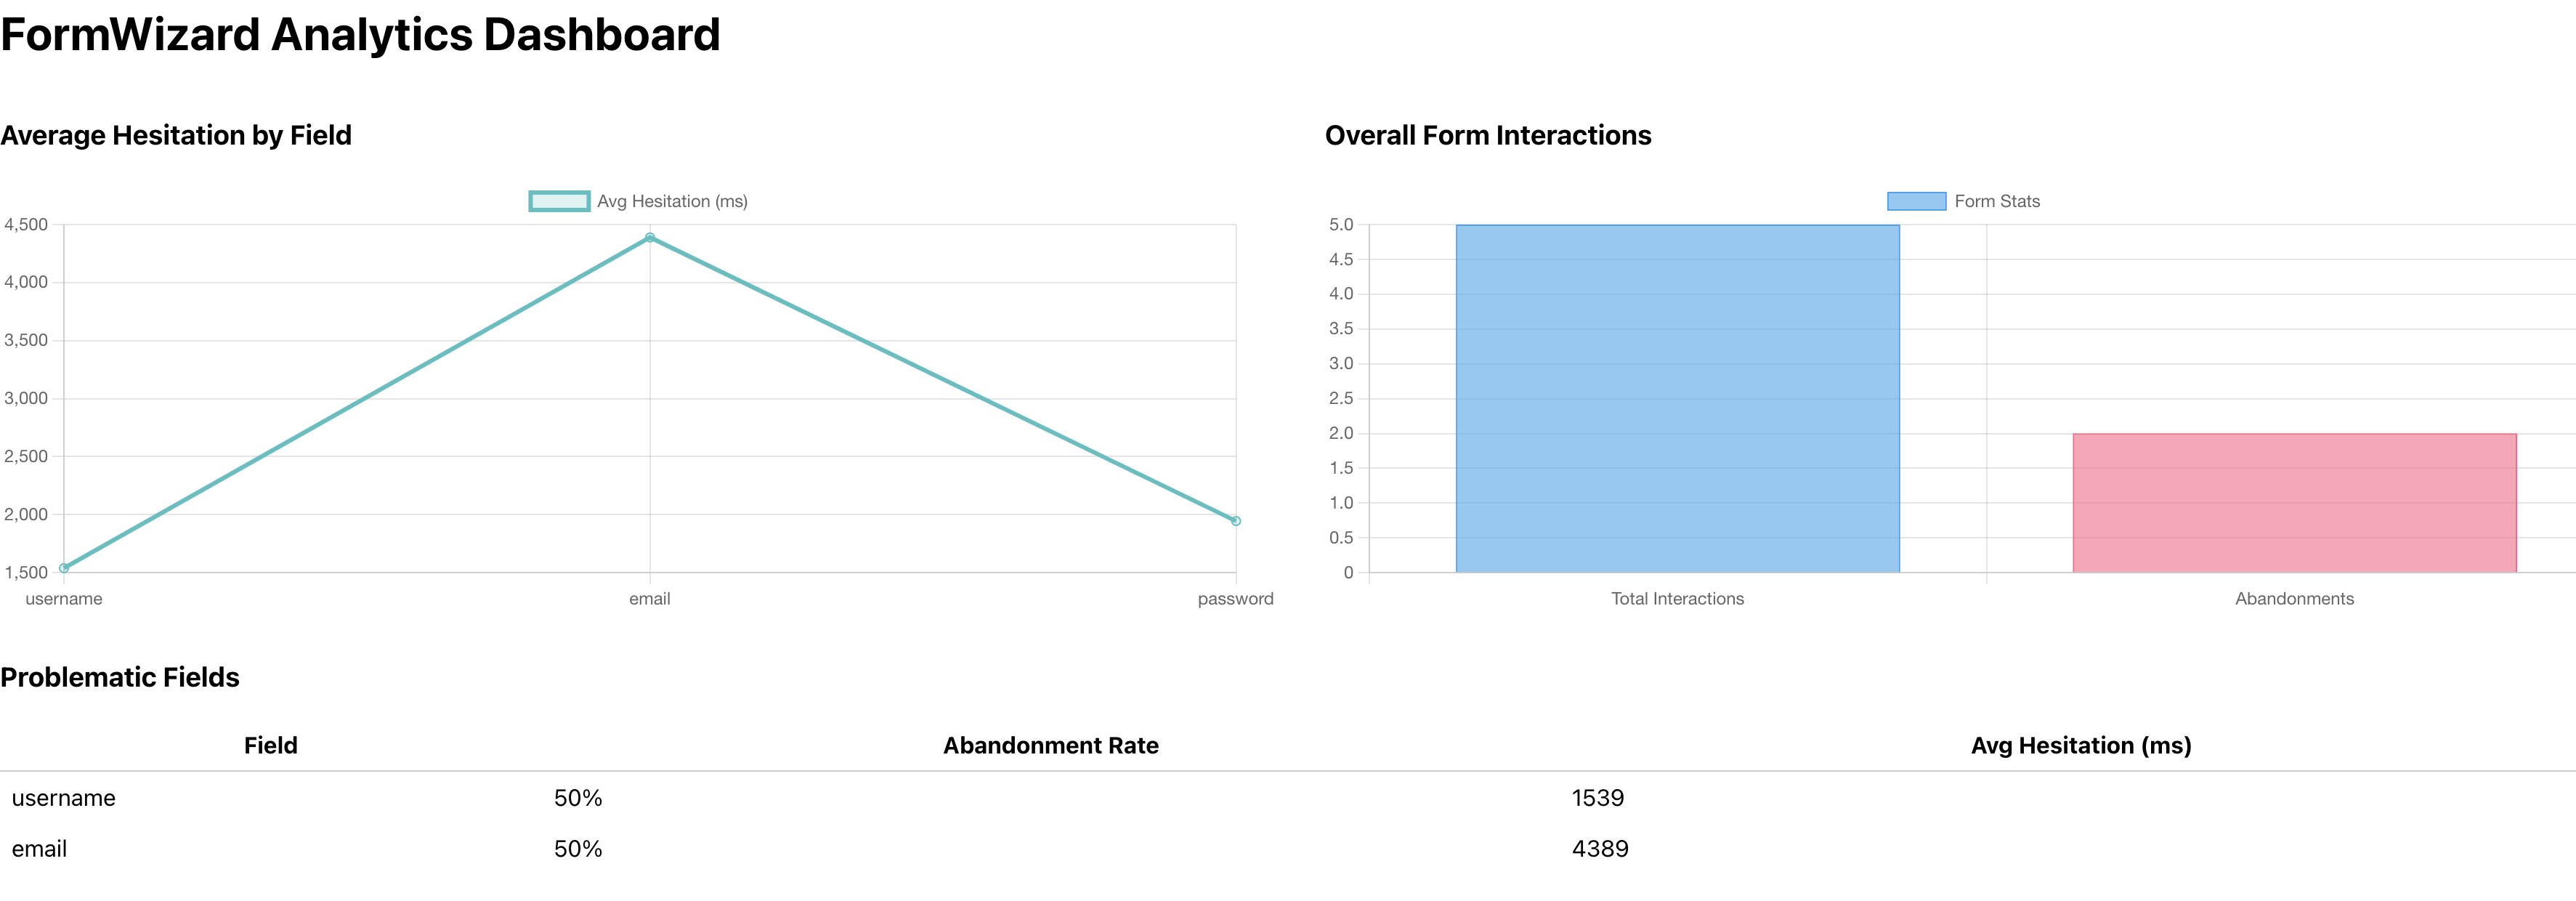 FormWizard Analytics Dashboard
Average Hesitation by Field
Avg Hesitation (ms)
4,500
4,000
3,500
3,000
2,500
2,000
1,500
username email password
Overall Form Interactions
Form Stats
5.0
4.5
4.0
3.5
3.0
2.5
2.0
1.5
1.0
0.5
0
Total Interactions Abandonments
Problematic Fields
Field Abandonment Rate Avg Hesitation (ms)
username 50% 1539
email 50% 4389